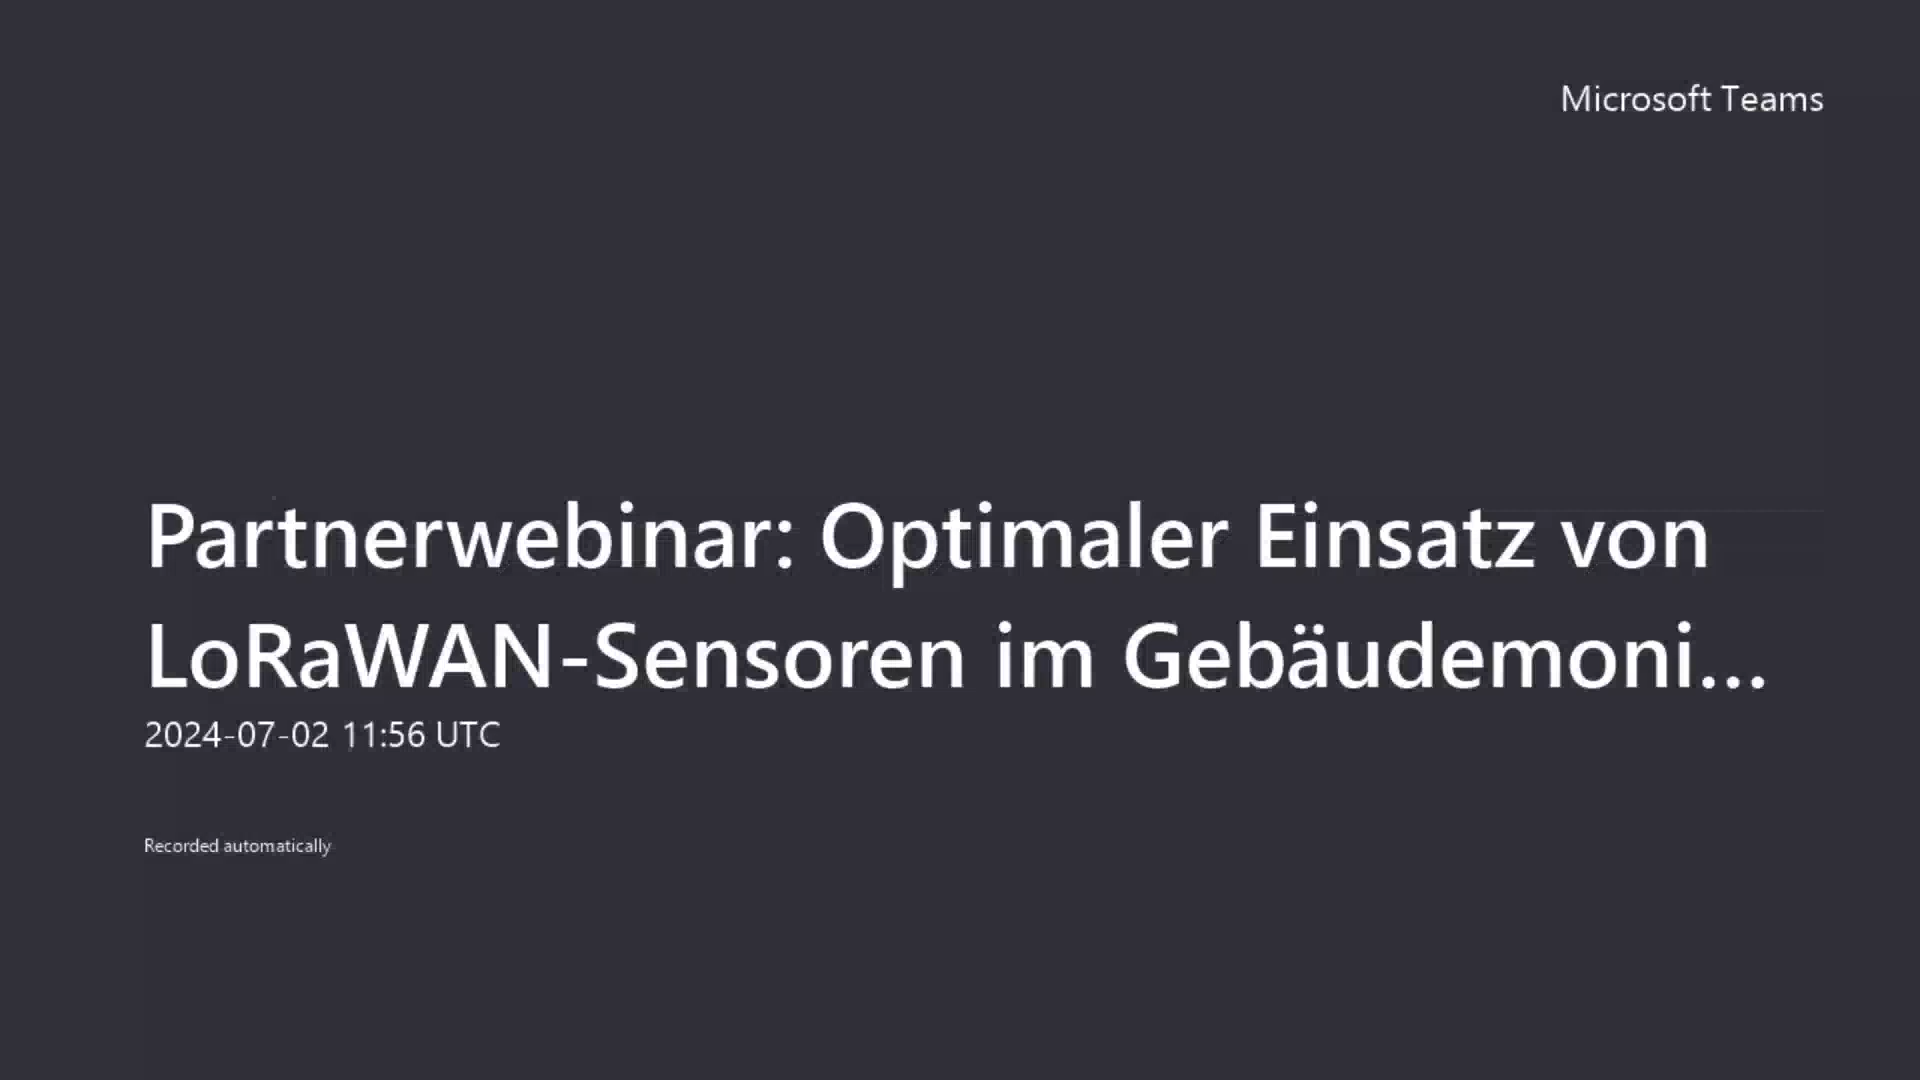 Microsoft Teams
Partnerwebinar: Optimaler Einsatz von
LoRaWAN-Sensoren im Gebäudemoni...
2024-07-02 11:56 UTC
Recorded automatically